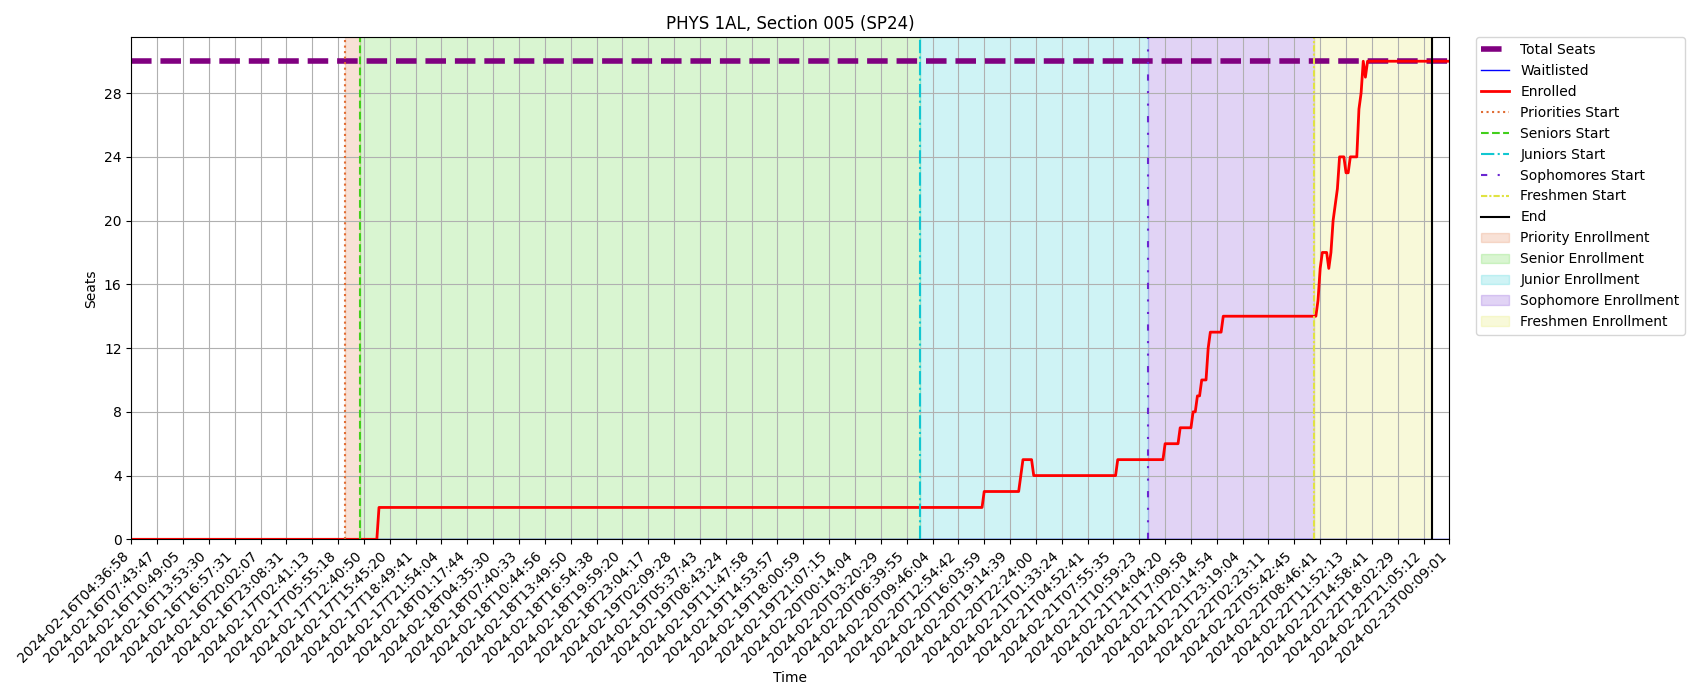 PHYS 1AL, Section 005 (SP24)
Seats
28
24
20
16
12
8
4
0
2024-02-16T04:36:58
2024-02-16T07:43:47
2024-02-16T10:49:05
2024-02-16T13:53:30
2024-02-16T16:57:31
2024-02-16T20:02:07
2024-02-16T23:08:31
2024-02-17T02:41:13
2024-02-17T05:55:18
2024-02-17T12:40:50
2024-02-17T15:45:20
2024-02-17T18:49:41
2024-02-17T21:54:04
2024-02-18T01:17:44
2024-02-18T04:35:30
2024-02-18T07:40:33
2024-02-18T10:44:56
2024-02-18T13:49:50
2024-02-18T16:54:38
2024-02-18T19:59:20
2024-02-18T23:04:17
2024-02-19T02:09:28
2024-02-19T05:37:43
2024-02-19T08:43:24
2024-02-19T11:47:58
2024-02-19T14:53:57
2024-02-19T18:00:59
2024-02-19T21:07:15
2024-02-20T00:14:04
2024-02-20T03:20:29
2024-02-20T06:39:55
2024-02-20T09:46:04
2024-02-20T12:54:42
2024-02-20T16:03:59
2024-02-20T19:14:39
2024-02-20T22:24:00
2024-02-21T01:33:24
2024-02-21T04:52:41
2024-02-21T07:55:35
2024-02-21T10:59:23
2024-02-21T14:04:20
2024-02-21T17:09:58
2024-02-21T20:14:54
2024-02-21T23:19:04
2024-02-22T02:23:11
2024-02-22T05:42:45
2024-02-22T08:46:41
2024-02-22T11:52:13
2024-02-22T14:58:41
2024-02-22T18:02:29
2024-02-22T21:05:12
2024-02-23T00:09:01
Time
Total Seats
Waitlisted
Enrolled
Priorities Start
Seniors Start
Juniors Start
Sophomores Start
Freshmen Start
End
Priority Enrollment
Senior Enrollment
Junior Enrollment
Sophomore Enrollment
Freshmen Enrollment